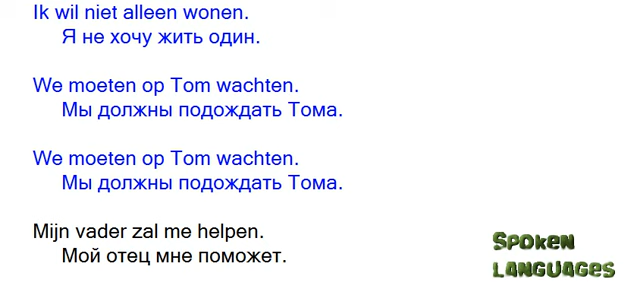 Ik wil niet alleen wonen.
Я не хочу жить один.
We moeten op Tom wachten.
Мы должны подождать Тома.
We moeten op Tom wachten.
Мы должны подождать Тома.
Mijn vader zal me helpen.
Мой отец мне поможет.
Spoken
Languages